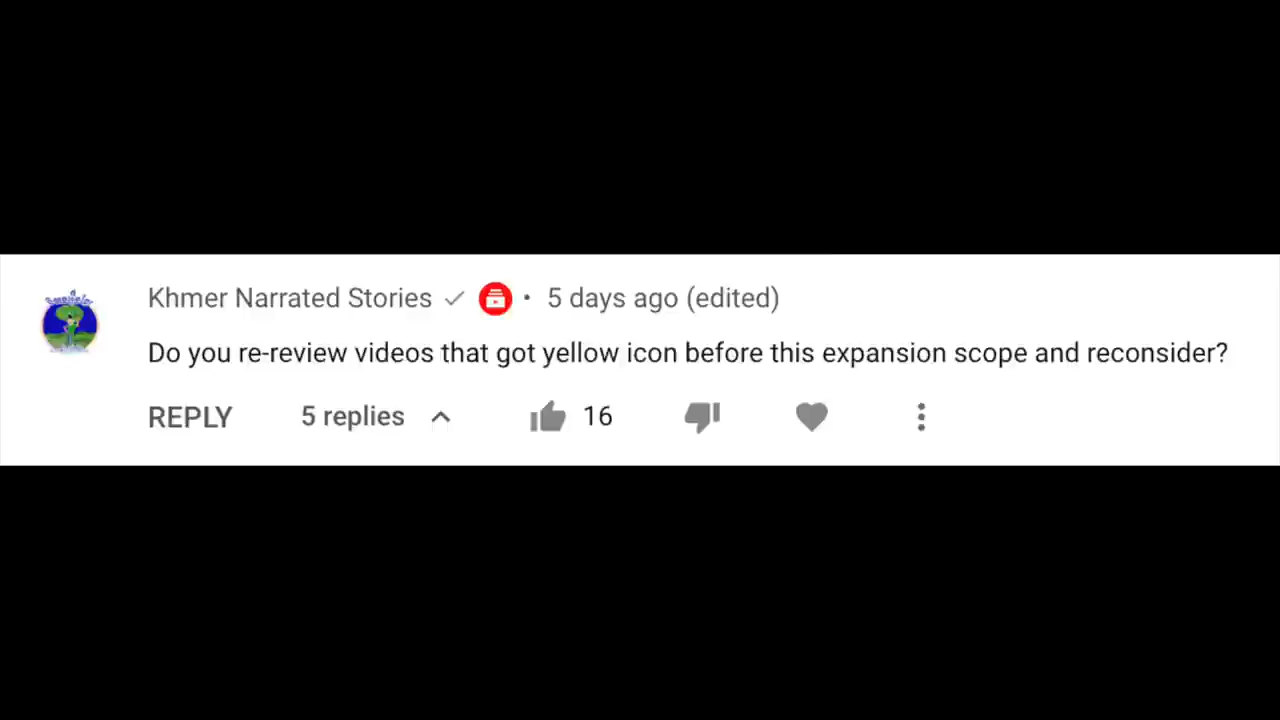 Khmer Narrated Stories • 5 days ago (edited)
Do you re-review videos that got yellow icon before this expansion scope and reconsider?
REPLY 5 replies 16